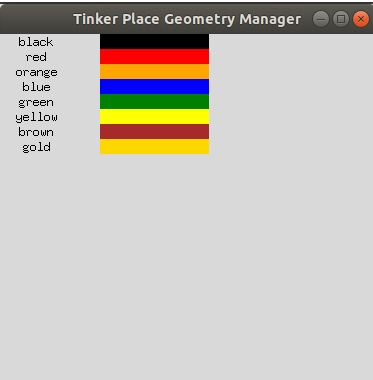 Tinker Place Geometry Manager
black
red
orange
blue
green
yellow
brown
gold